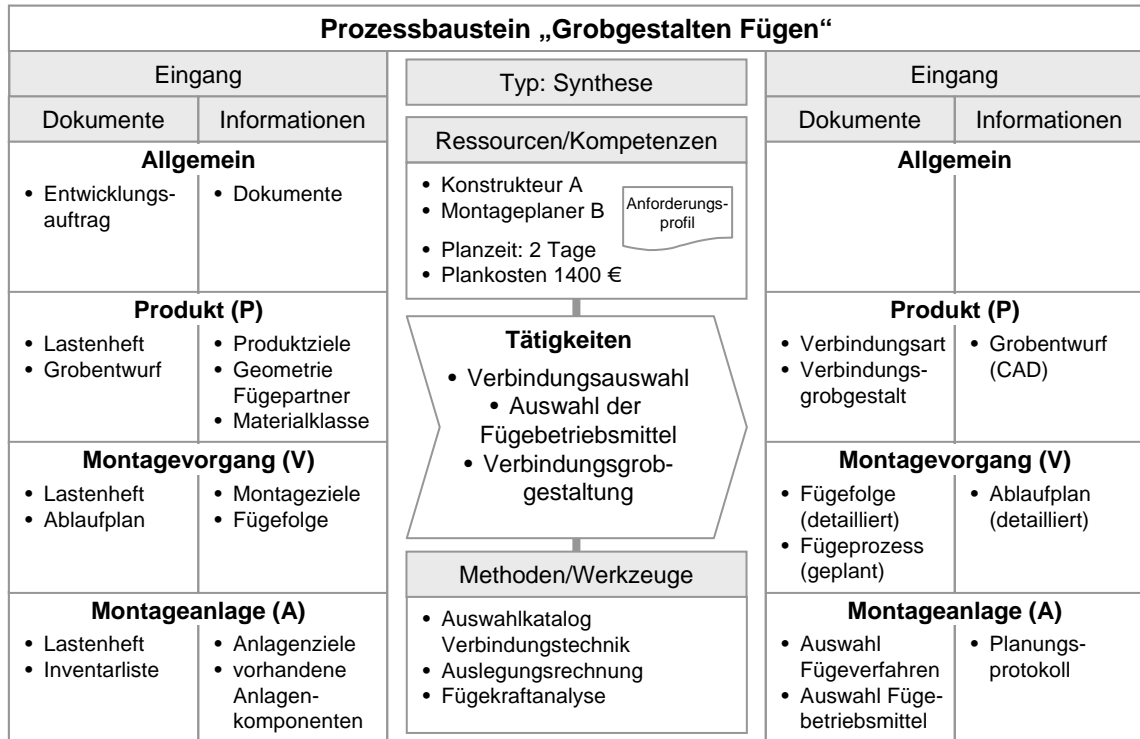 Prozessbaustein „Grobgestalten Fügen“
Eingang
Dokumente
Informationen
Allgemein
• Entwicklungs-
auftrag
• Dokumente
Produkt (P)
• Lastenheft
• Grobentwurf
• Produktziele
• Geometrie
Fügepartner
• Materialklasse
Montagevorgang (V)
• Lastenheft
• Ablaufplan
• Montageziele
• Fügefolge
Montageanlage (A)
• Lastenheft
• Inventarliste
• Anlagenziele
• vorhandene
Anlagen-
komponenten
Typ: Synthese
Ressourcen/Kompetenzen
• Konstrukteur A
• Montageplaner B
• Planzeit: 2 Tage
• Plankosten 1400 €
Anforderungs-
profil
Tätigkeiten
• Verbindungsauswahl
• Auswahl der
Fügebetriebsmittel
• Verbindungsgrob-
gestaltung
Methoden/Werkzeuge
• Auswahlkatalog
Verbindungstechnik
• Auslegungsrechnung
• Fügekraftanalyse
Eingang
Dokumente
Informationen
Allgemein
Produkt (P)
• Verbindungsart
• Verbindungs-
grobgestalt
• Grobentwurf
(CAD)
Montagevorgang (V)
• Fügefolge
(detailliert)
• Fügeprozess
(geplant)
• Ablaufplan
(detailliert)
Montageanlage (A)
• Auswahl
Fügeverfahren
• Auswahl Füge-
betriebsmittel
• Planungs-
protokoll